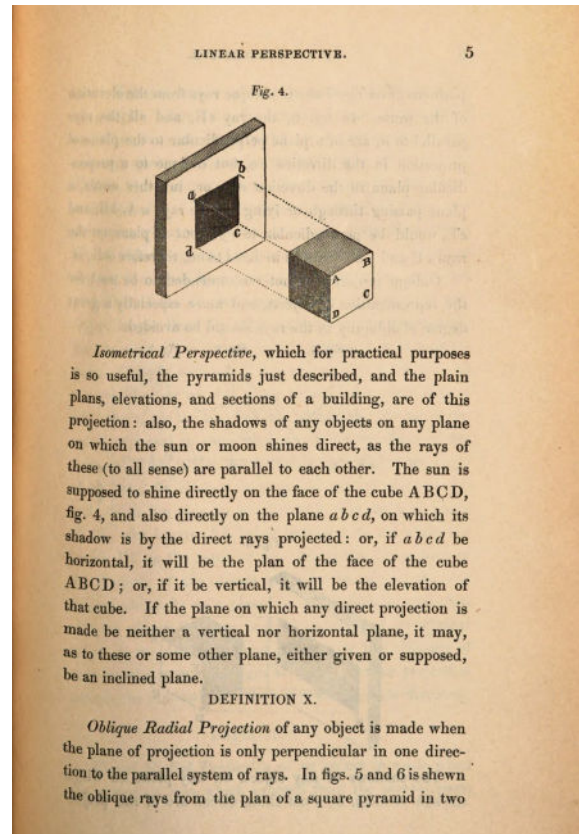 LINEAR PERSPECTIVE. 5
Fig. 4.
a
b
c
d
A
B
C
D
Isometrical Perspective, which for practical purposes
is so useful, the pyramids just described, and the plain
plans, elevations, and sections of a building, are of this
projection: also, the shadows of any objects on any plane
on which the sun or moon shines direct, as the rays of
these (to all sense) are parallel to each other. The sun is
supposed to shine directly on the face of the cube ABCD,
fig. 4, and also directly on the plane a b c d, on which its
shadow is by the direct rays projected: or, if a b c d be
horizontal, it will be the plan of the face of the cube
ABCD; or, if it be vertical, it will be the elevation of
that cube. If the plane on which any direct projection is
made be neither a vertical nor horizontal plane, it may,
as to these or some other plane, either given or supposed,
be an inclined plane.
DEFINITION X.
Oblique Radial Projection of any object is made when
the plane of projection is only perpendicular in one direc-
tion to the parallel system of rays. In figs. 5 and 6 is shewn
the oblique rays from the plan of a square pyramid in two